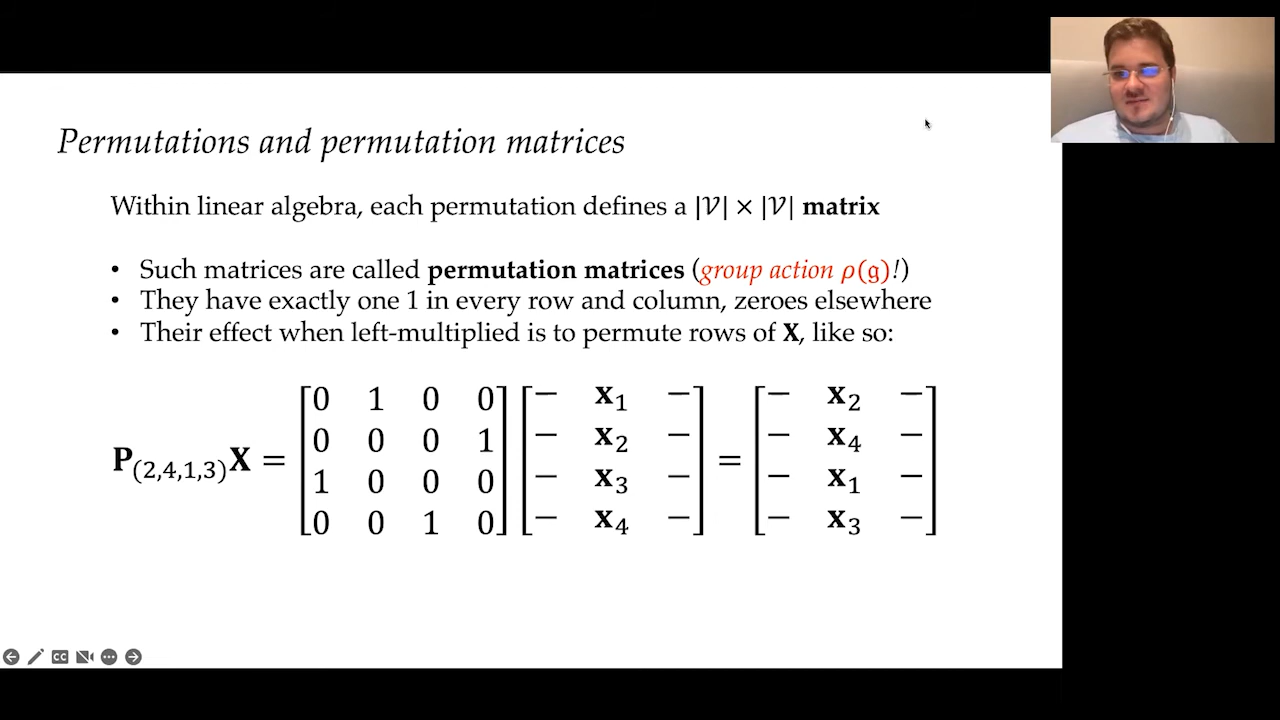 Permutations and permutation matrices
Within linear algebra, each permutation defines a |𝒱| × |𝒱| matrix
• Such matrices are called permutation matrices (group action ρ(𝔤)!)
• They have exactly one 1 in every row and column, zeroes elsewhere
• Their effect when left-multiplied is to permute rows of X, like so:
0 1 0 0 — x₁ — — x₂ —
0 0 0 1 — x₂ — — x₄ —
P₍₂,₄,₁,₃₎X = =
1 0 0 0 — x₃ — — x₁ —
0 0 1 0 — x₄ — — x₃ —
CC